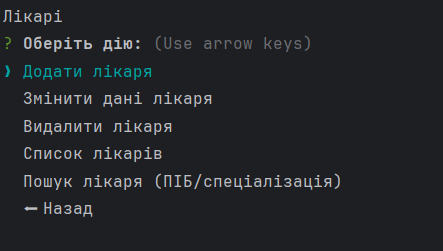 Лікарі
? Оберіть дію: (Use arrow keys)
❯ Додати лікаря
Змінити дані лікаря
Видалити лікаря
Список лікарів
Пошук лікаря (ПІБ/спеціалізація)
← Назад